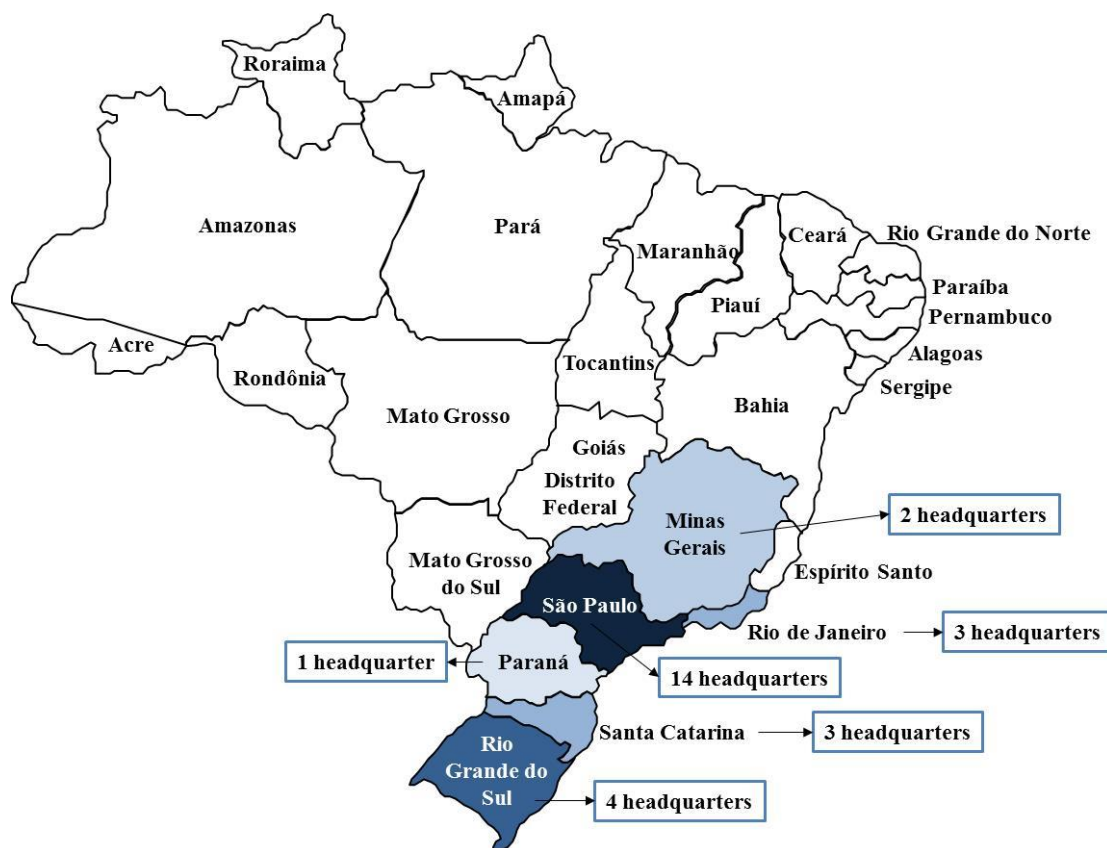 Roraima
Amapá
Amazonas
Pará
Maranhão
Ceará
Rio Grande do Norte
Piauí
Paraíba
Pernambuco
Acre
Rondônia
Tocantins
Alagoas
Sergipe
Mato Grosso
Bahia
Goiás
Distrito
Federal
Minas
Gerais
2 headquarters
Mato Grosso
do Sul
Espírito Santo
São Paulo
Rio de Janeiro
3 headquarters
1 headquarter
Paraná
14 headquarters
Santa Catarina
3 headquarters
Rio
Grande do
Sul
4 headquarters